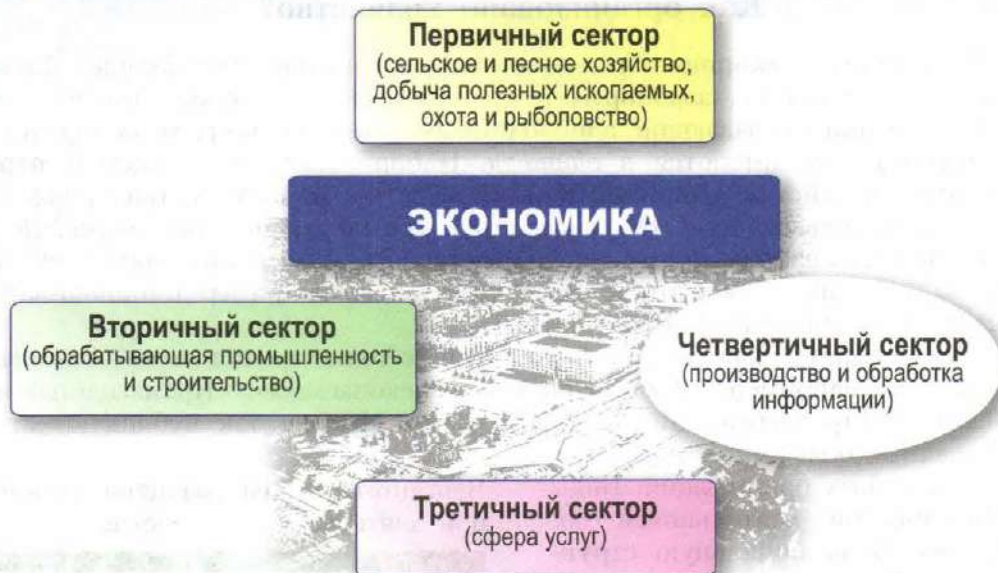 Первичный сектор
(сельское и лесное хозяйство,
добыча полезных ископаемых,
охота и рыболовство)
ЭКОНОМИКА
Вторичный сектор
(обрабатывающая промышленность
и строительство)
Четвертичный сектор
(производство и обработка
информации)
Третичный сектор
(сфера услуг)